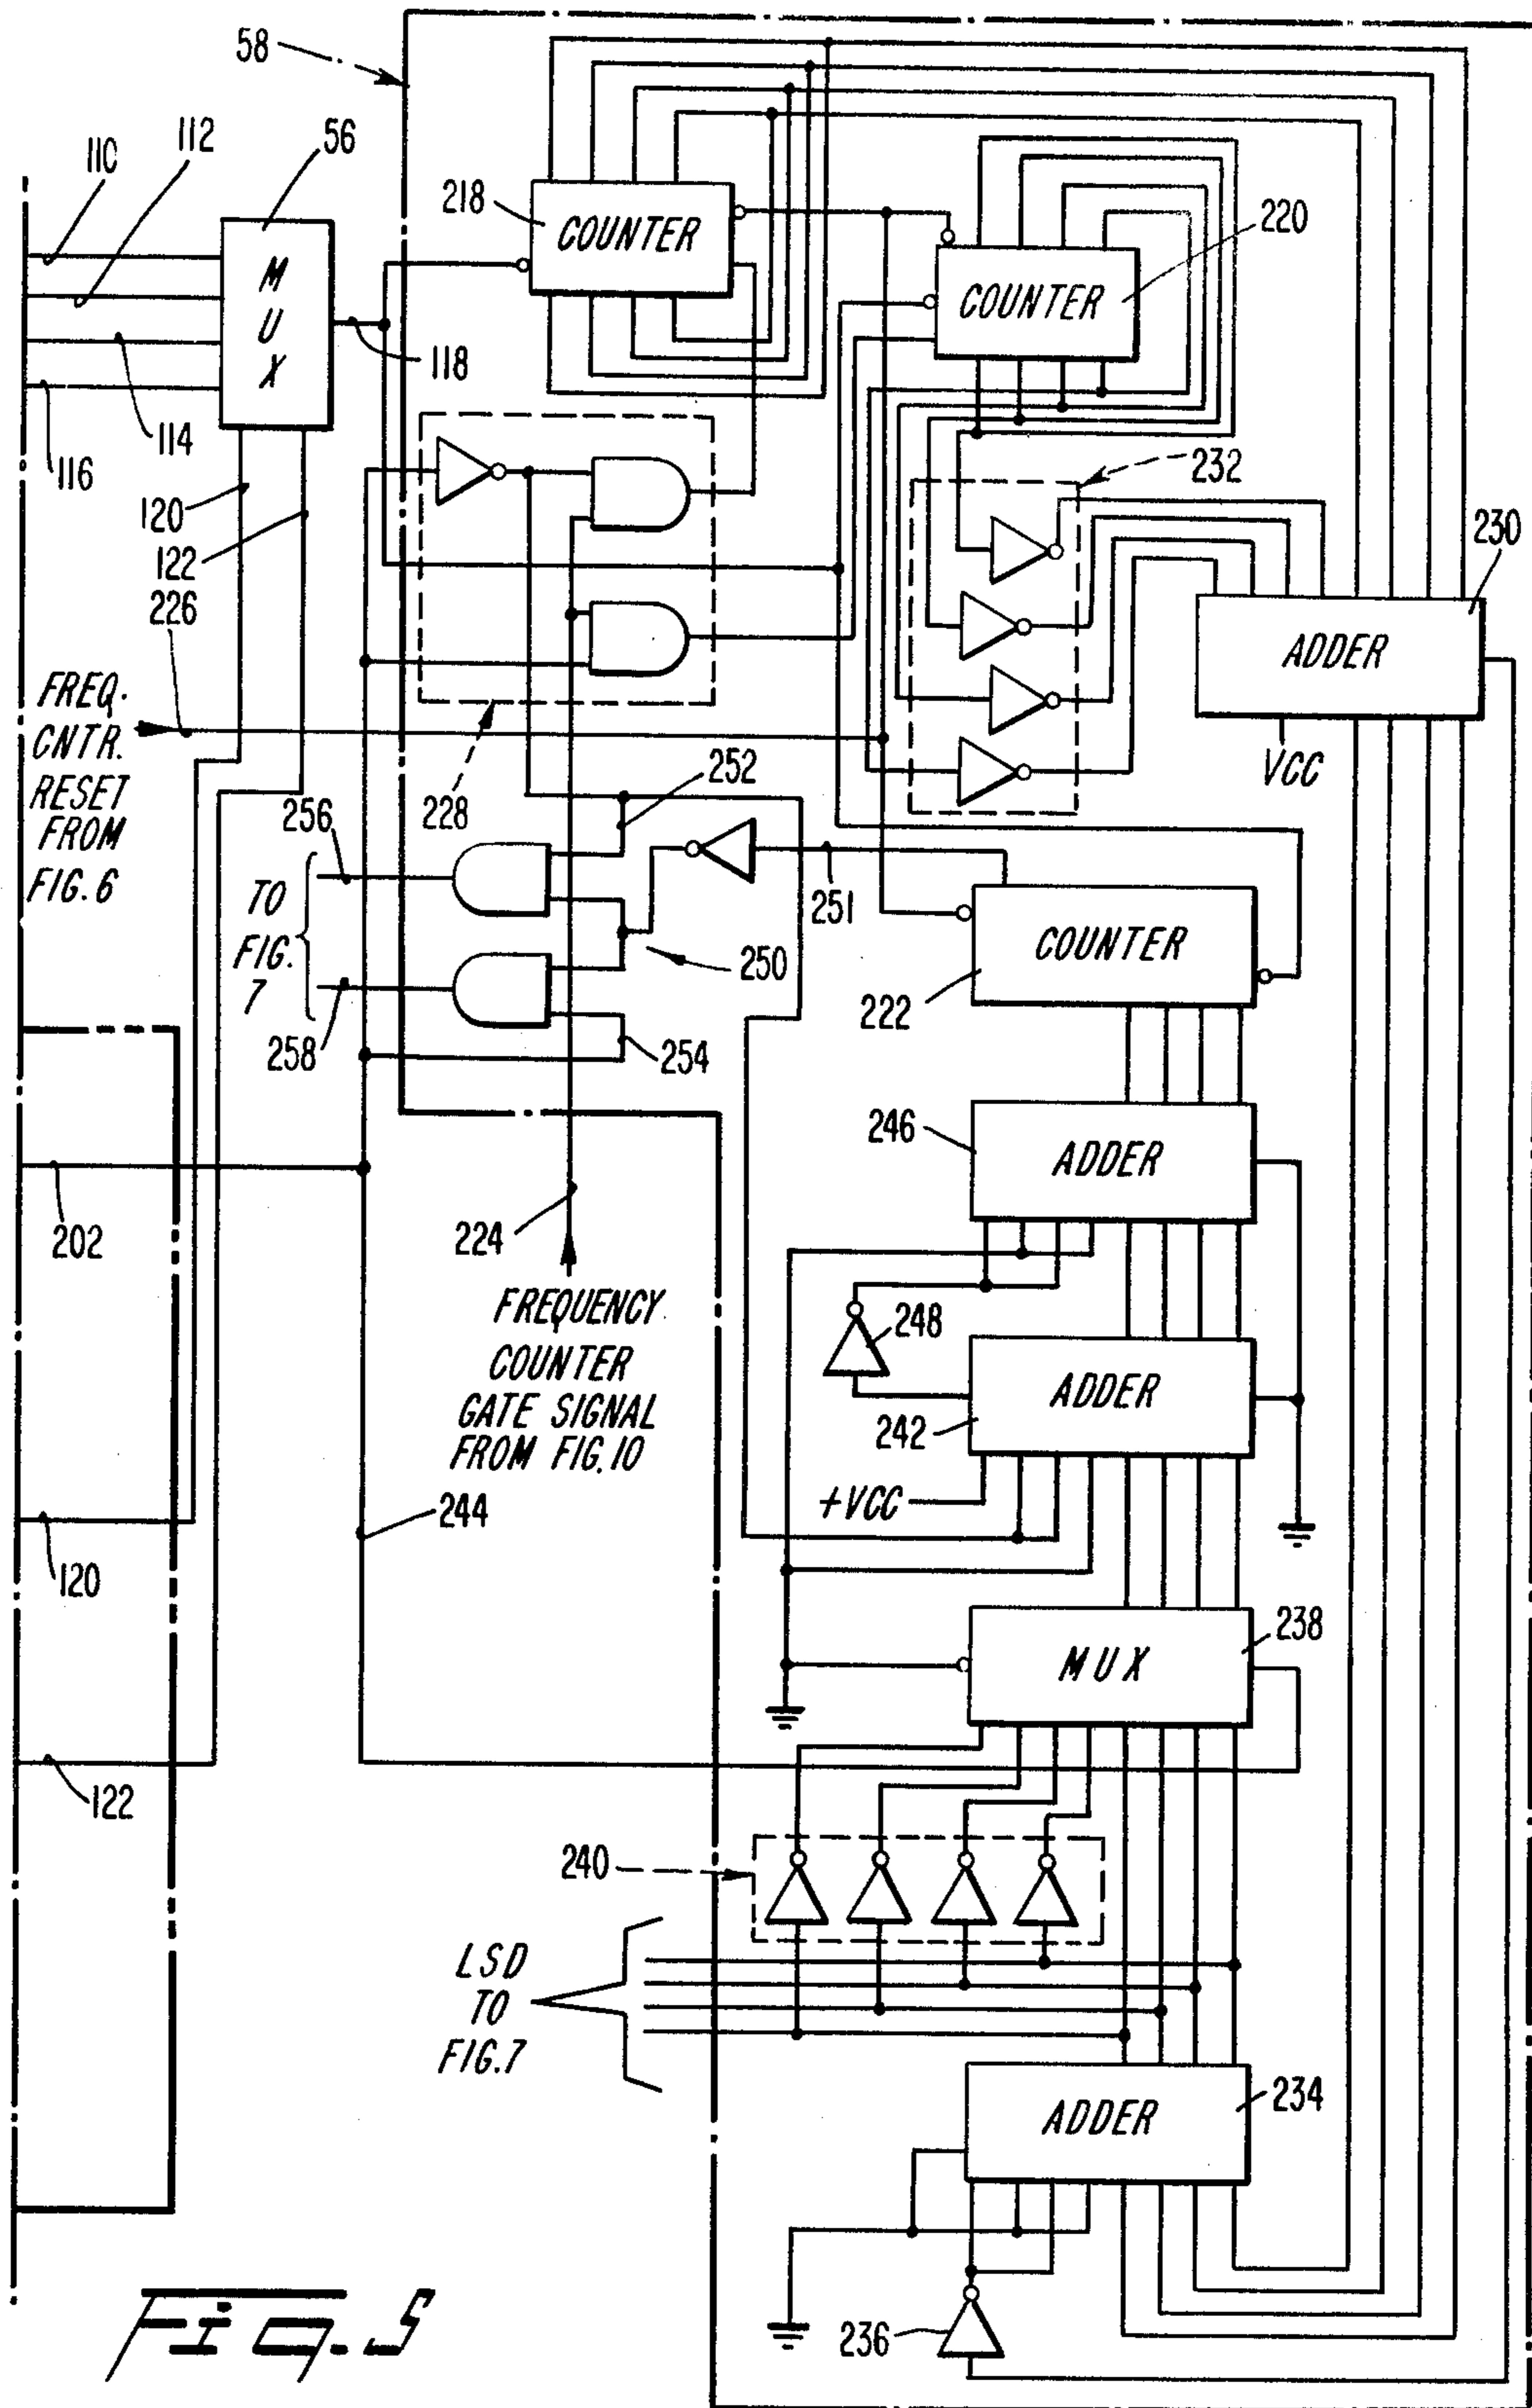 58
110
112
56
M
U
X
118
116
114
120
122
226
218
COUNTER
COUNTER
220
232
230
ADDER
VCC
FREQ.
CNTR.
RESET
FROM
FIG. 6
228
252
256
TO
FIG.
7
258
250
251
254
COUNTER
222
246
ADDER
202
224
FREQUENCY
COUNTER
GATE SIGNAL
FROM FIG. 10
248
ADDER
242
+VCC
244
120
122
238
MUX
240
LSD
TO
FIG. 7
ADDER
234
236
FIG. 5